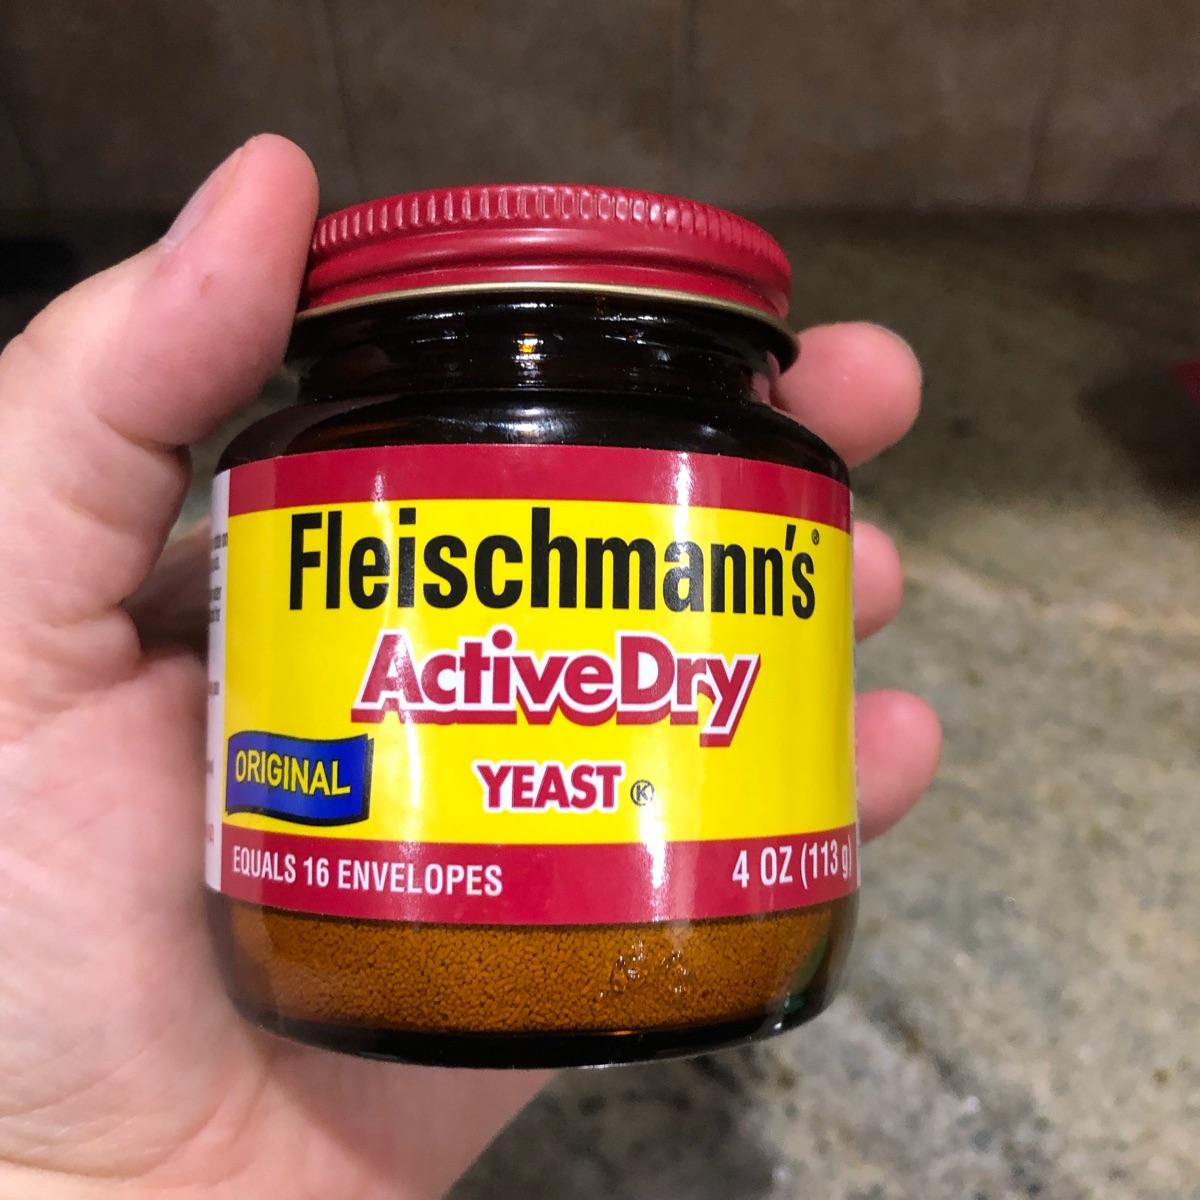 Fleischmann's®
ActiveDry
ORIGINAL
YEAST K
EQUALS 16 ENVELOPES
4 OZ (113 g)